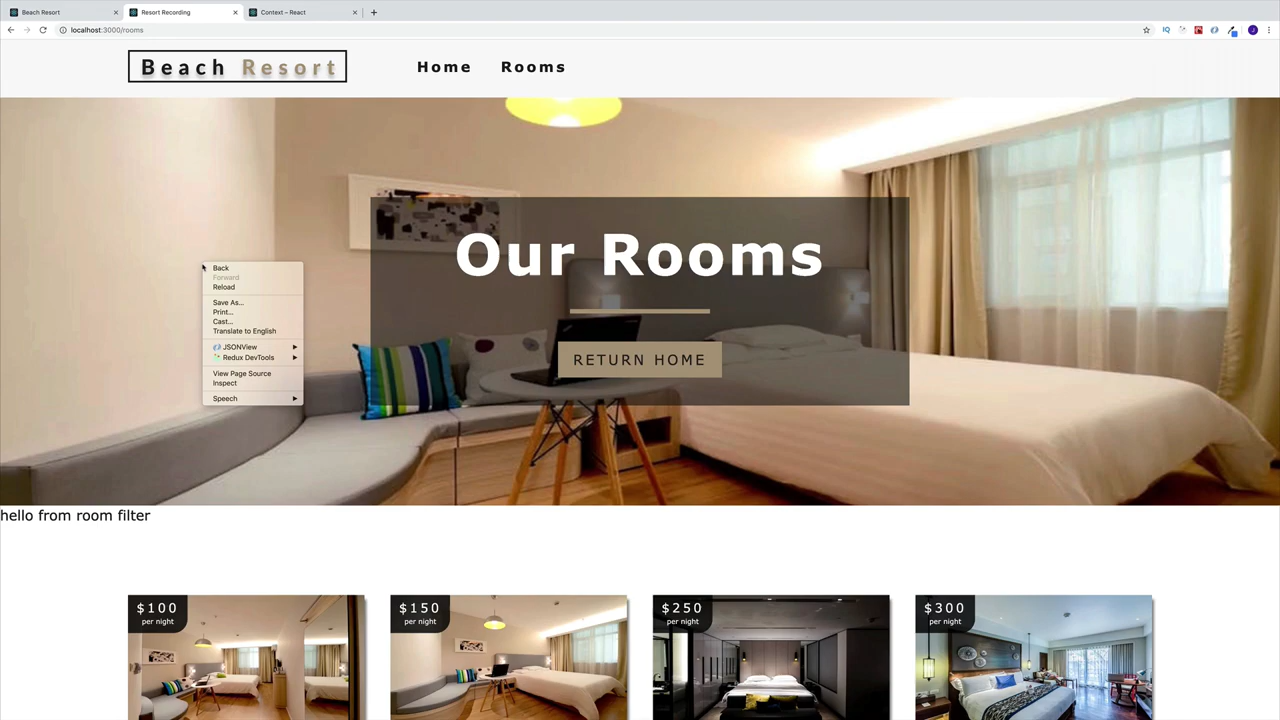 Beach Resort
Resort Recording
Context – React
localhost:3000/rooms
IQ
J
Beach Resort
Home
Rooms
Our Rooms
RETURN HOME
Back
Forward
Reload
Save As...
Print...
Cast...
Translate to English
JSONView
Redux DevTools
View Page Source
Inspect
Speech
hello from room filter
$100
per night
$150
per night
$250
per night
$300
per night